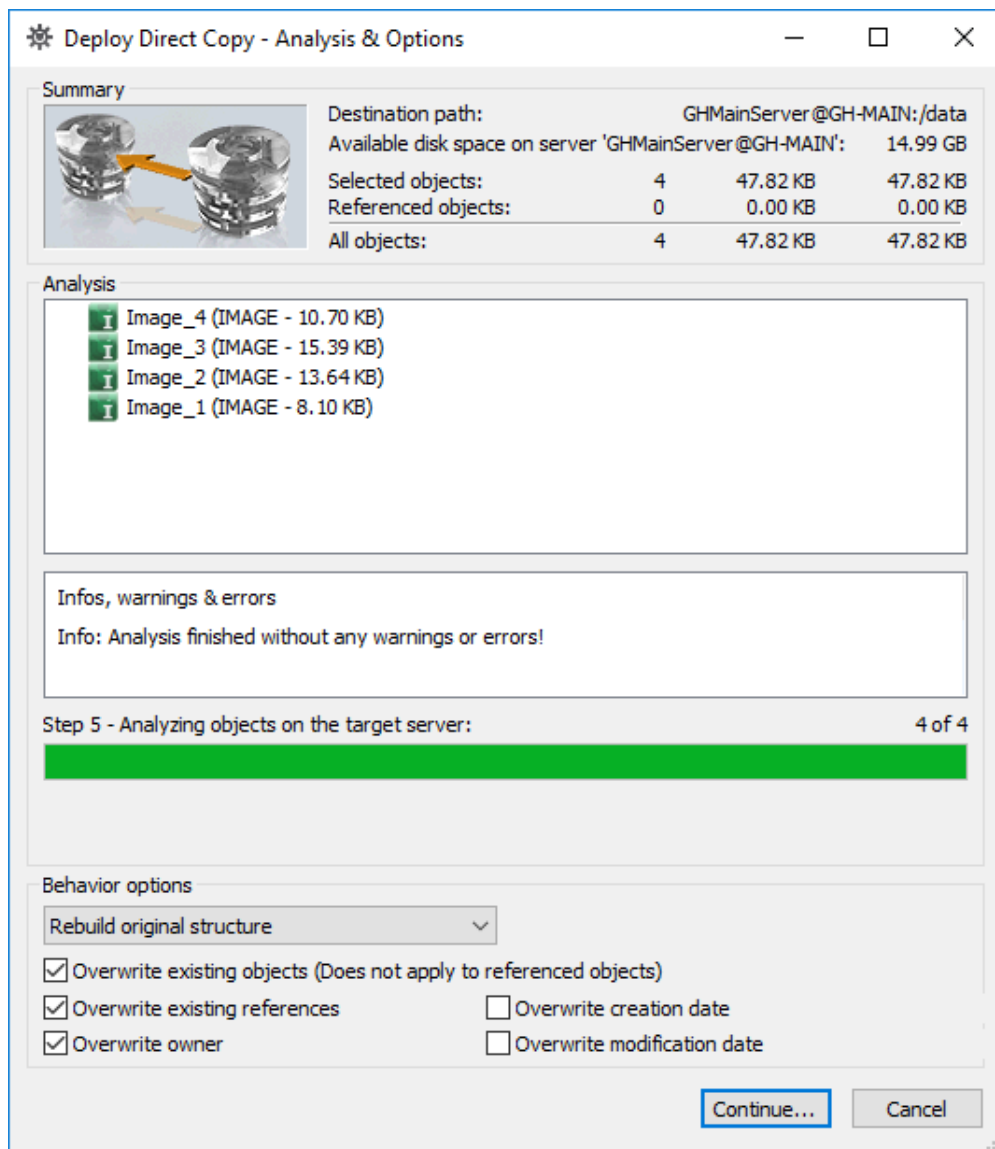 Deploy Direct Copy - Analysis & Options
Summary
Destination path: GHMainServer@GH-MAIN:/data
Available disk space on server 'GHMainServer@GH-MAIN': 14.99 GB
Selected objects: 4 47.82 KB 47.82 KB
Referenced objects: 0 0.00 KB 0.00 KB
All objects: 4 47.82 KB 47.82 KB
Analysis
I Image_4 (IMAGE - 10.70 KB)
I Image_3 (IMAGE - 15.39 KB)
I Image_2 (IMAGE - 13.64 KB)
I Image_1 (IMAGE - 8.10 KB)
Infos, warnings & errors
Info: Analysis finished without any warnings or errors!
Step 5 - Analyzing objects on the target server: 4 of 4
Behavior options
Rebuild original structure
Overwrite existing objects (Does not apply to referenced objects)
Overwrite existing references Overwrite creation date
Overwrite owner Overwrite modification date
Continue... Cancel